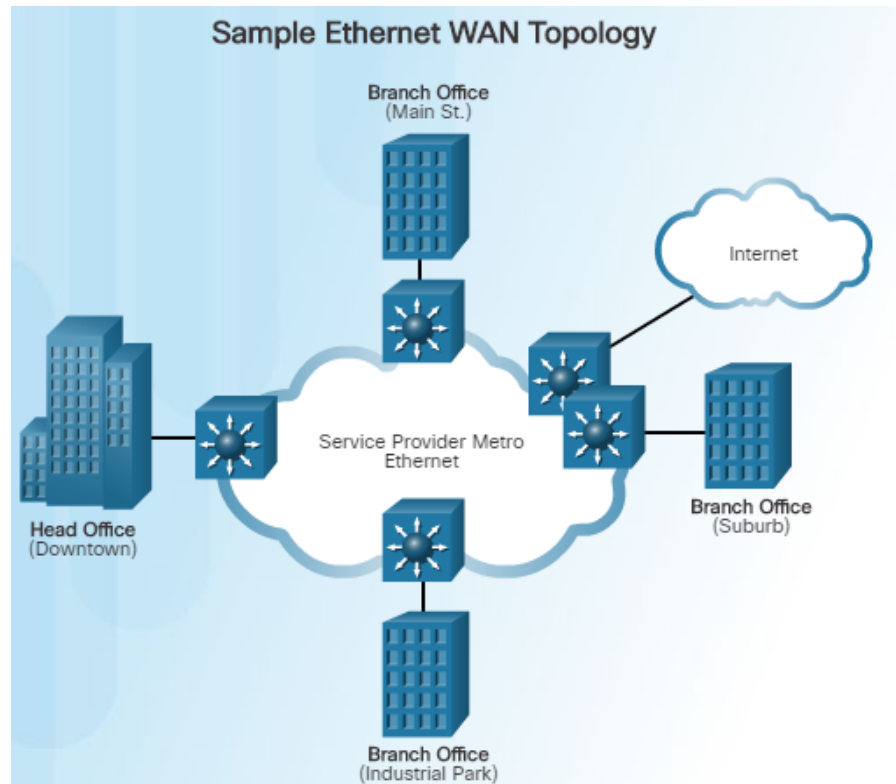 Sample Ethernet WAN Topology
Branch Office
(Main St.)
Internet
Service Provider Metro
Ethernet
Head Office
(Downtown)
Branch Office
(Suburb)
Branch Office
(Industrial Park)